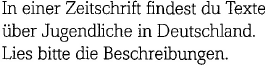 In einer Zeitschrift findest du Texte
über Jugendliche in Deutschland.
Lies bitte die Beschreibungen.